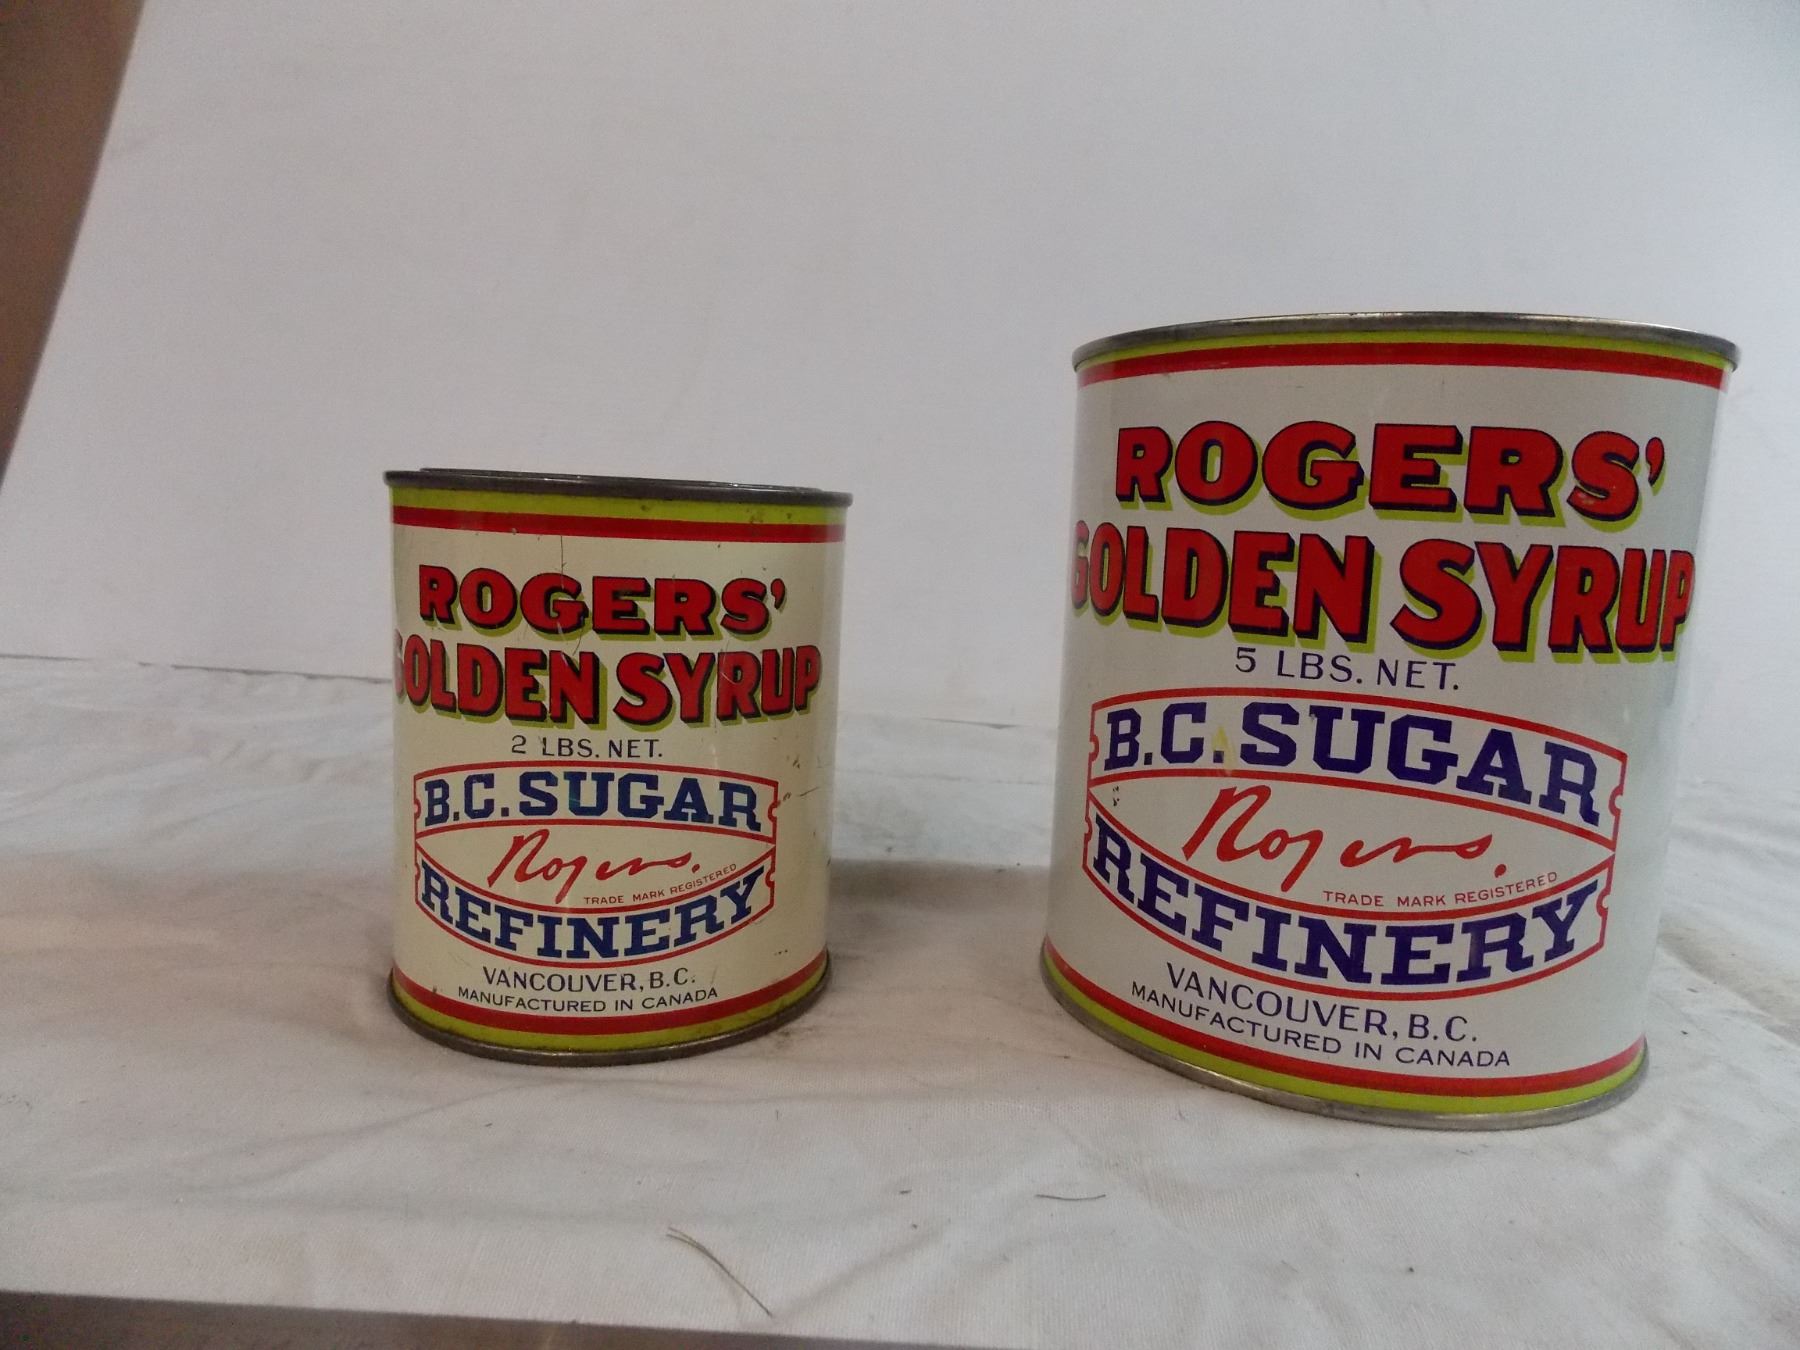 ROGERS'
GOLDEN SYRUP
2 LBS. NET.
B.C. SUGAR
Rogers.
TRADE MARK REGISTERED
REFINERY
VANCOUVER, B.C.
MANUFACTURED IN CANADA
ROGERS'
GOLDEN SYRUP
5 LBS. NET.
B.C. SUGAR
Rogers.
TRADE MARK REGISTERED
REFINERY
VANCOUVER, B.C.
MANUFACTURED IN CANADA